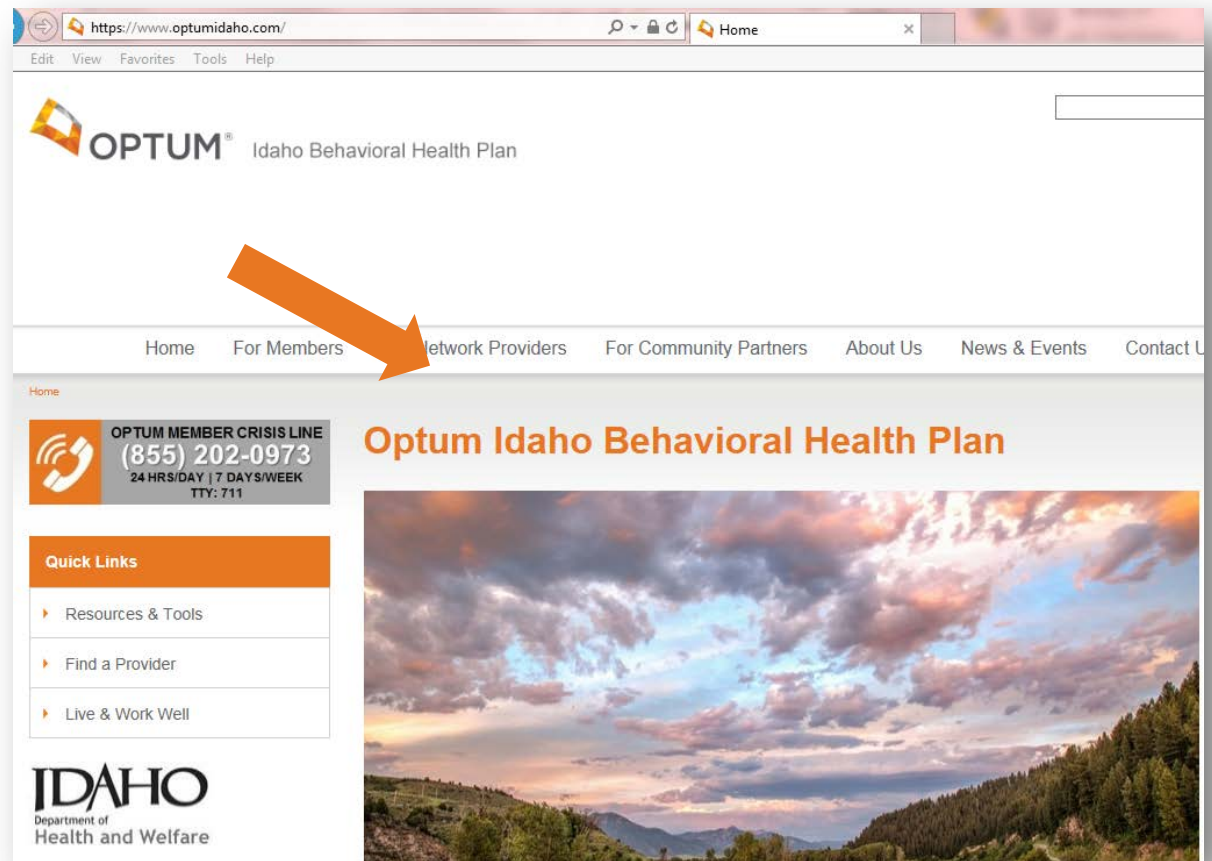 https://www.optumidaho.com/
Home
Edit View Favorites Tools Help
OPTUM® Idaho Behavioral Health Plan
Home For Members Network Providers For Community Partners About Us News & Events Contact U
Home
OPTUM MEMBER CRISIS LINE
(855) 202-0973
24 HRS/DAY | 7 DAYS/WEEK
TTY: 711
Optum Idaho Behavioral Health Plan
Quick Links
Resources & Tools
Find a Provider
Live & Work Well
IDAHO
Department of
Health and Welfare